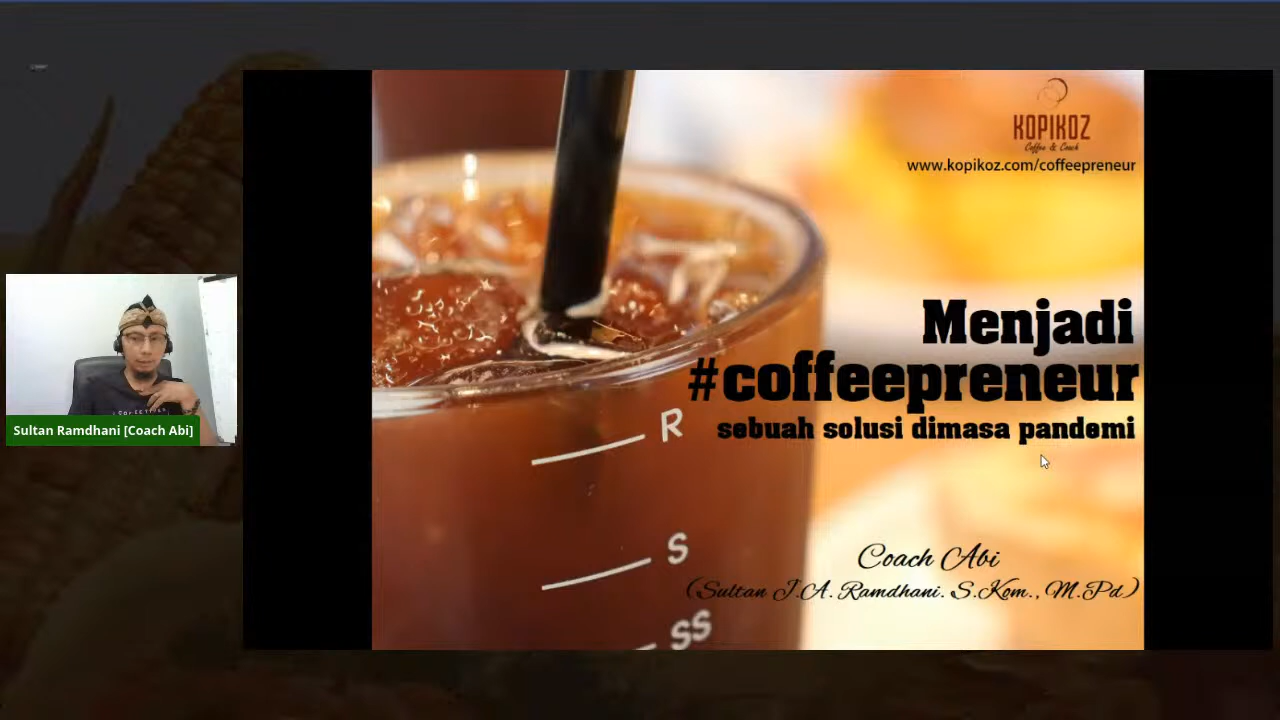 KOPIKOZ
Coffee & Coach
www.kopikoz.com/coffeepreneur
Menjadi
#coffeepreneur
sebuah solusi dimasa pandemi
R
S
SS
Coach Abi
(Sultan J.A. Ramdhani. S.Kom., M.Pd)
Sultan Ramdhani [Coach Abi]